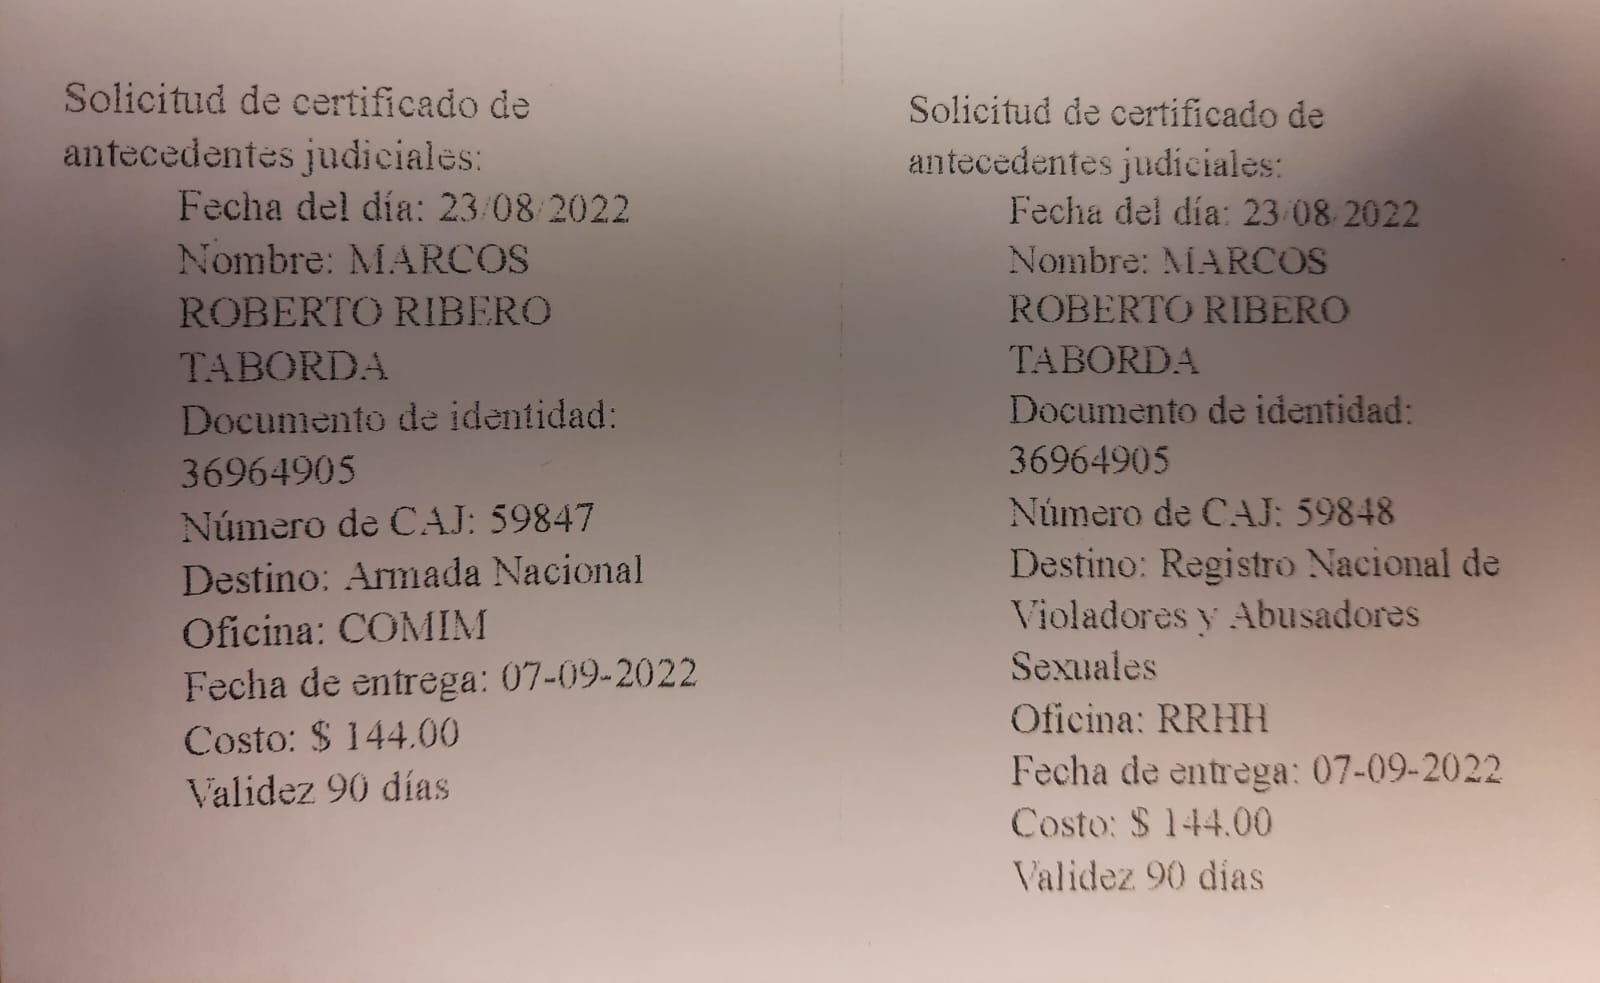 Solicitud de certificado de
antecedentes judiciales:
Fecha del día: 23/08/2022
Nombre: MARCOS
ROBERTO RIBERO
TABORDA
Documento de identidad:
36964905
Número de CAJ: 59847
Destino: Armada Nacional
Oficina: COMIM
Fecha de entrega: 07-09-2022
Costo: $ 144.00
Validez 90 días
Solicitud de certificado de
antecedentes judiciales:
Fecha del día: 23/08/2022
Nombre: MARCOS
ROBERTO RIBERO
TABORDA
Documento de identidad:
36964905
Número de CAJ: 59848
Destino: Registro Nacional de
Violadores y Abusadores
Sexuales
Oficina: RRHH
Fecha de entrega: 07-09-2022
Costo: $ 144.00
Validez 90 días